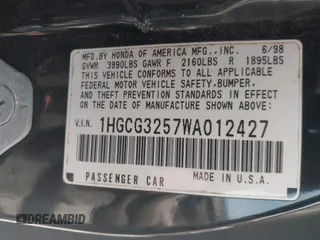 MFD. BY HONDA OF AMERICA MFG., INC. 6/98
GVWR 3990LBS GAWR F 2160LBS R 1895LBS
THIS VEHICLE CONFORMS TO ALL APPLICABLE
FEDERAL MOTOR VEHICLE SAFETY,BUMPER,
AND THEFT PREVENTION STANDARDS IN EFFECT
ON THE DATE OF MANUFACTURE SHOWN ABOVE.
V.I.N. 1HGCG3257WA012427
PASSENGER CAR MADE IN U.S.A.
DREAMBID